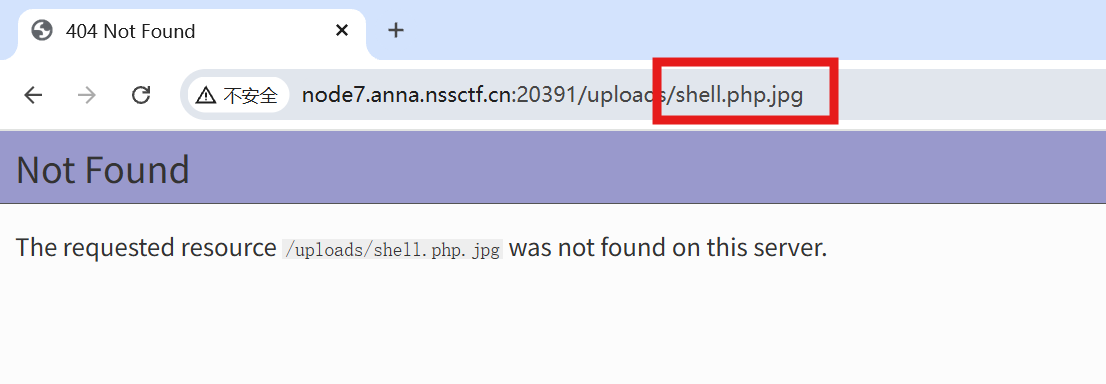 404 Not Found
不安全 node7.anna.nssctf.cn:20391/uploads/shell.php.jpg
Not Found
The requested resource /uploads/shell.php.jpg was not found on this server.